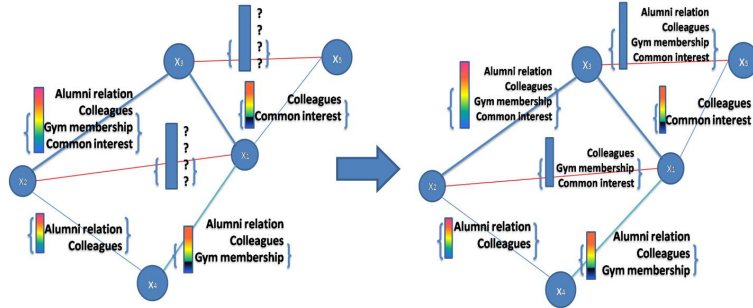 ?
?
?
?
X3
X5
Alumni relation
Colleagues
Gym membership
Common interest
Colleagues
Common interest
?
?
?
?
X1
X2
Alumni relation
Colleagues
Alumni relation
Colleagues
Gym membership
X4
Alumni relation
Colleagues
Gym membership
Common interest
X3
X5
Alumni relation
Colleagues
Gym membership
Common interest
Colleagues
Common interest
Colleagues
Gym membership
Common interest
X1
X2
Alumni relation
Colleagues
Alumni relation
Colleagues
Gym membership
X4